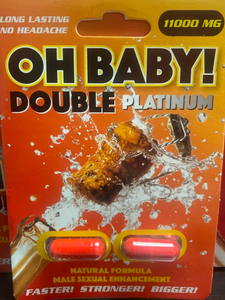 LONG LASTING
NO HEADACHE
11000 MG
OH BABY!
DOUBLE PLATINUM
NATURAL FORMULA
MALE SEXUAL ENHANCEMENT
FASTER! STRONGER! BIGGER!